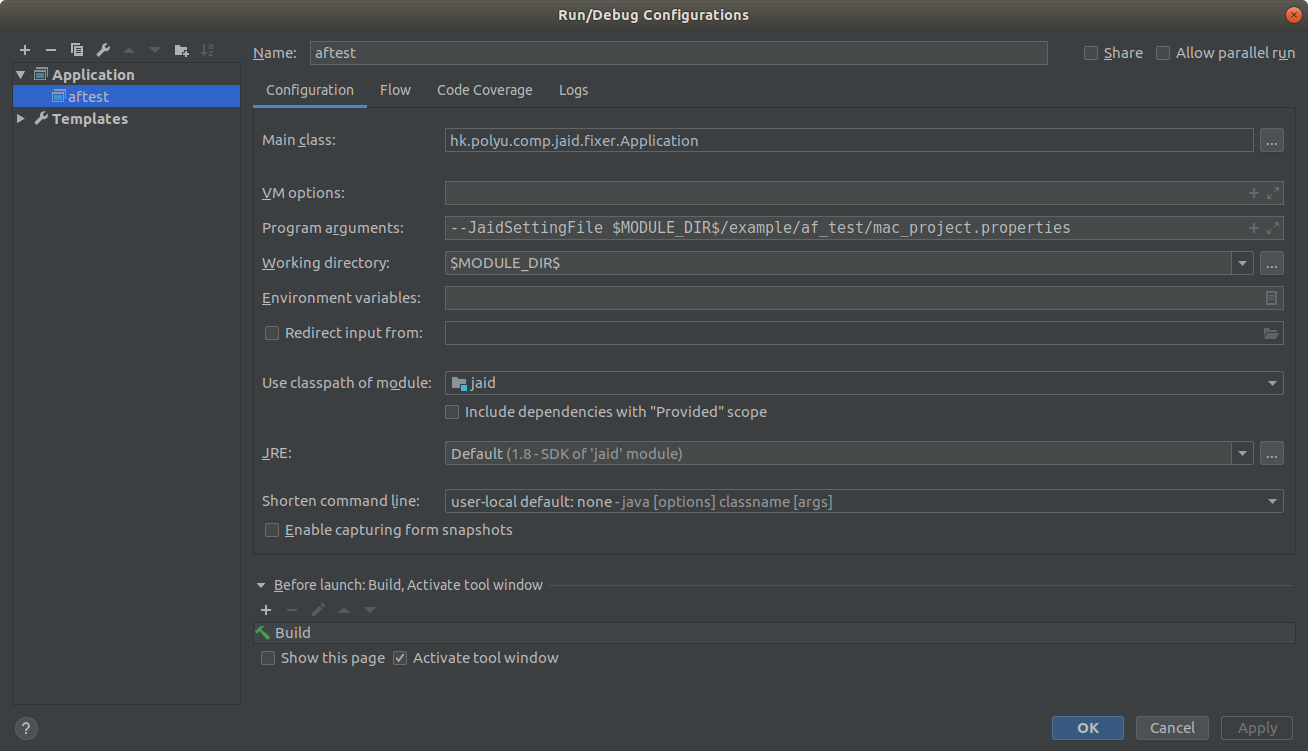 Run/Debug Configurations
Name: aftest
Share
Allow parallel run
Application
aftest
Templates
Configuration Flow Code Coverage Logs
Main class: hk.polyu.comp.jaid.fixer.Application ...
VM options:
Program arguments: --JaidSettingFile $MODULE_DIR$/example/af_test/mac_project.properties
Working directory: $MODULE_DIR$ ...
Environment variables:
Redirect input from:
Use classpath of module: jaid
Include dependencies with "Provided" scope
JRE: Default (1.8 - SDK of 'jaid' module) ...
Shorten command line: user-local default: none - java [options] classname [args]
Enable capturing form snapshots
Before launch: Build, Activate tool window
Build
Show this page Activate tool window
? OK Cancel Apply